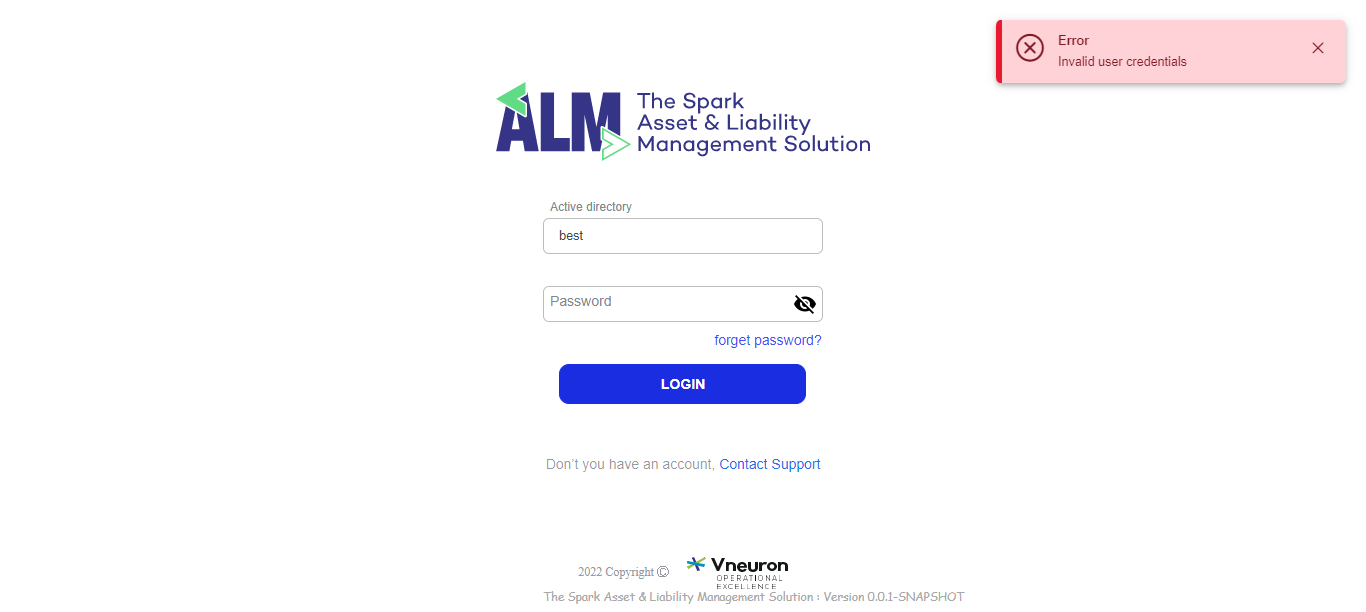 Error
Invalid user credentials
ALM
The Spark
Asset & Liability
Management Solution
Active directory
best
Password
forget password?
LOGIN
Don't you have an account, Contact Support
2022 Copyright ©
Vneuron
OPERATIONAL
EXCELLENCE
The Spark Asset & Liability Management Solution : Version 0.0.1-SNAPSHOT